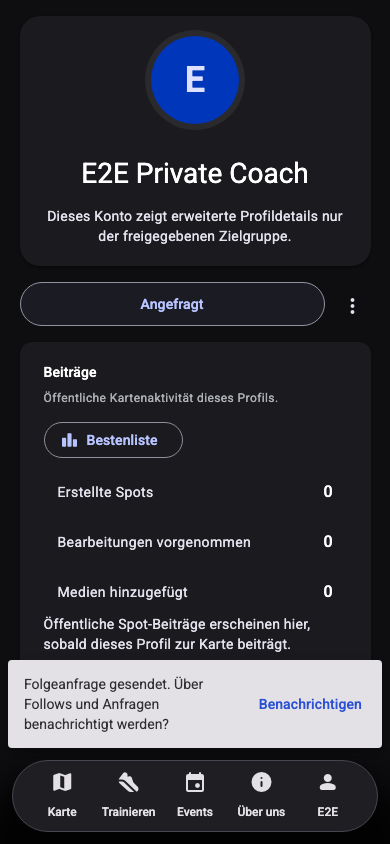 E
E2E Private Coach
Dieses Konto zeigt erweiterte Profildetails nur
der freigegebenen Zielgruppe.
Angefragt
Beiträge
Öffentliche Kartenaktivität dieses Profils.
Bestenliste
Erstellte Spots 0
Bearbeitungen vorgenommen 0
Medien hinzugefügt 0
Öffentliche Spot-Beiträge erscheinen hier,
sobald dieses Profil zur Karte beiträgt.
Folgeanfrage gesendet. Über
Follows und Anfragen
benachrichtigt werden?
Benachrichtigen
Karte Trainieren Events Über uns E2E